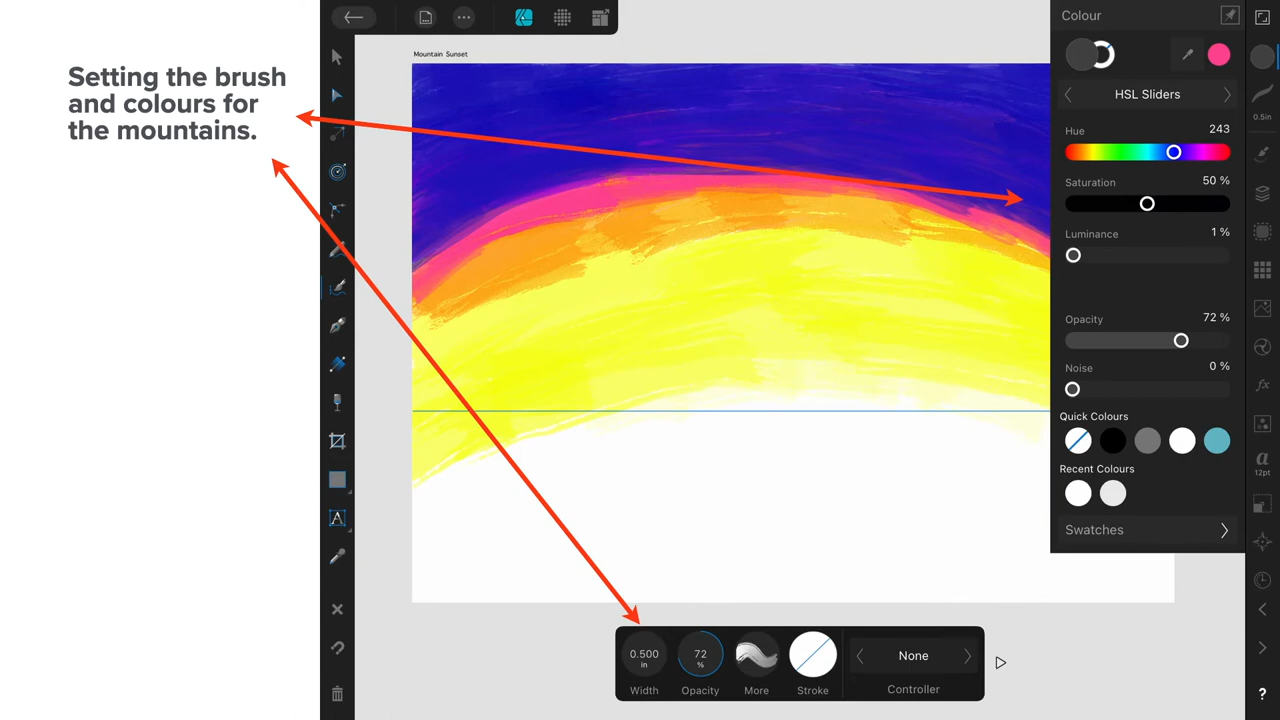 Setting the brush
and colours for
the mountains.
Mountain Sunset
Colour
HSL Sliders
Hue 243
Saturation 50 %
Luminance 1 %
Opacity 72 %
Noise 0 %
Quick Colours
Recent Colours
Swatches
0.5in
fx
a
12pt
?
A
0.500
in
Width
72
%
Opacity
More
Stroke
None
Controller